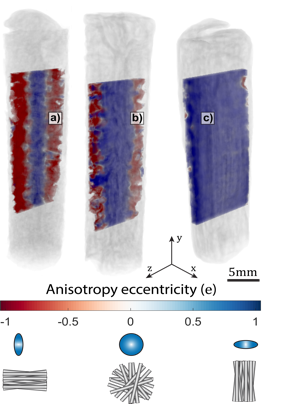 a) b) c)
y
z x
5mm
Anisotropy eccentricity (e)
-1 -0.5 0 0.5 1